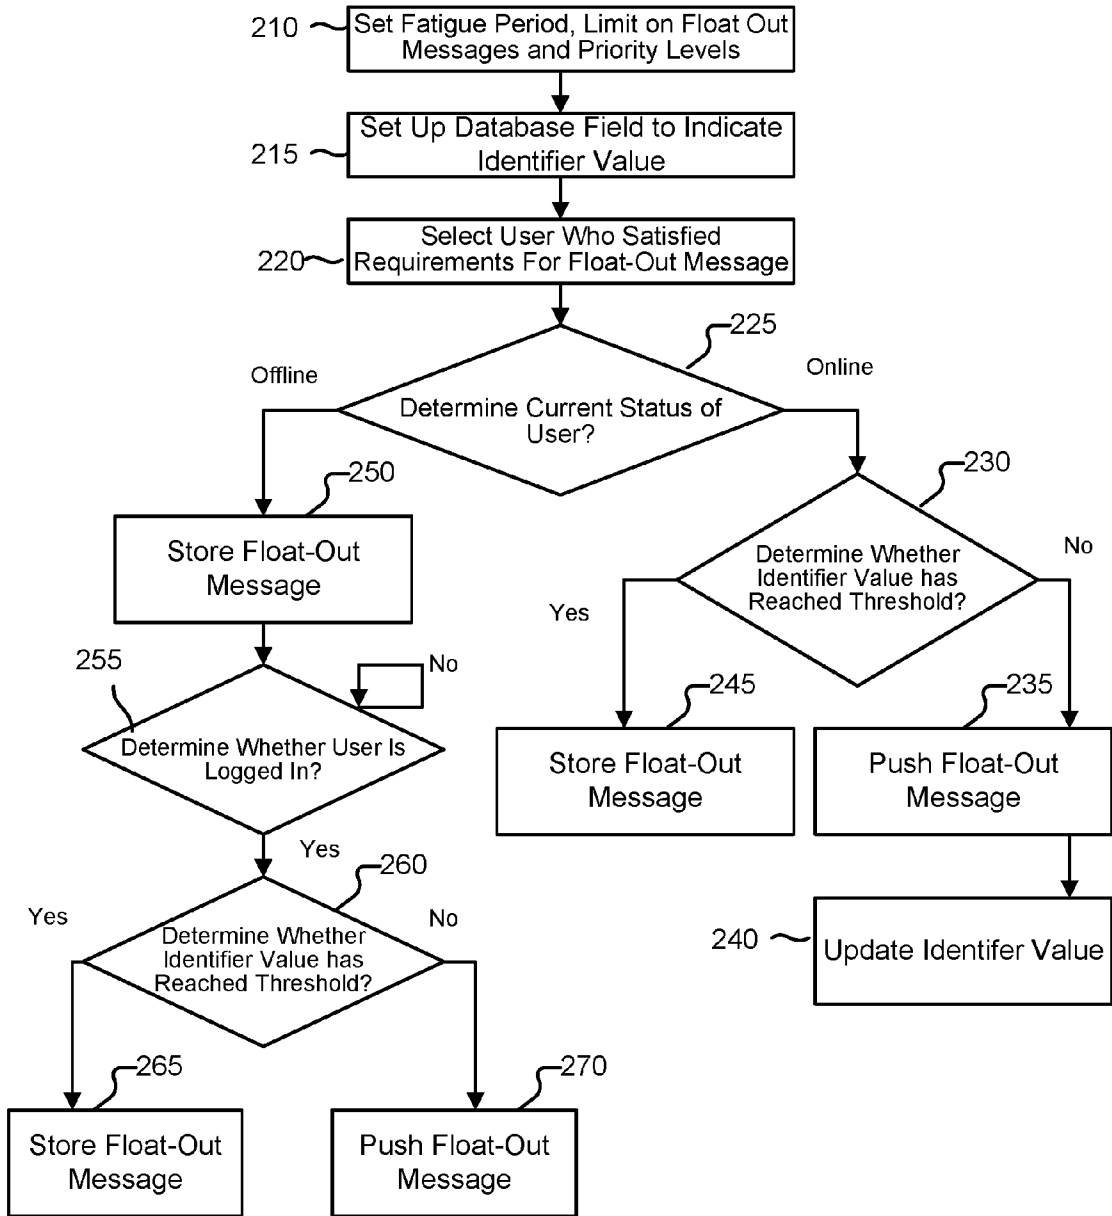 210
Set Fatigue Period, Limit on Float Out
Messages and Priority Levels
215
Set Up Database Field to Indicate
Identifier Value
220
Select User Who Satisfied
Requirements For Float-Out Message
225
Offline
Online
Determine Current Status of
User?
250
230
Store Float-Out
Message
Determine Whether
Identifier Value has
Reached Threshold?
No
Yes
255
No
Determine Whether User Is
Logged In?
245
235
Store Float-Out
Message
Push Float-Out
Message
Yes
260
Yes
No
Determine Whether
Identifier Value has
Reached Threshold?
240
Update Identifer Value
265
270
Store Float-Out
Message
Push Float-Out
Message